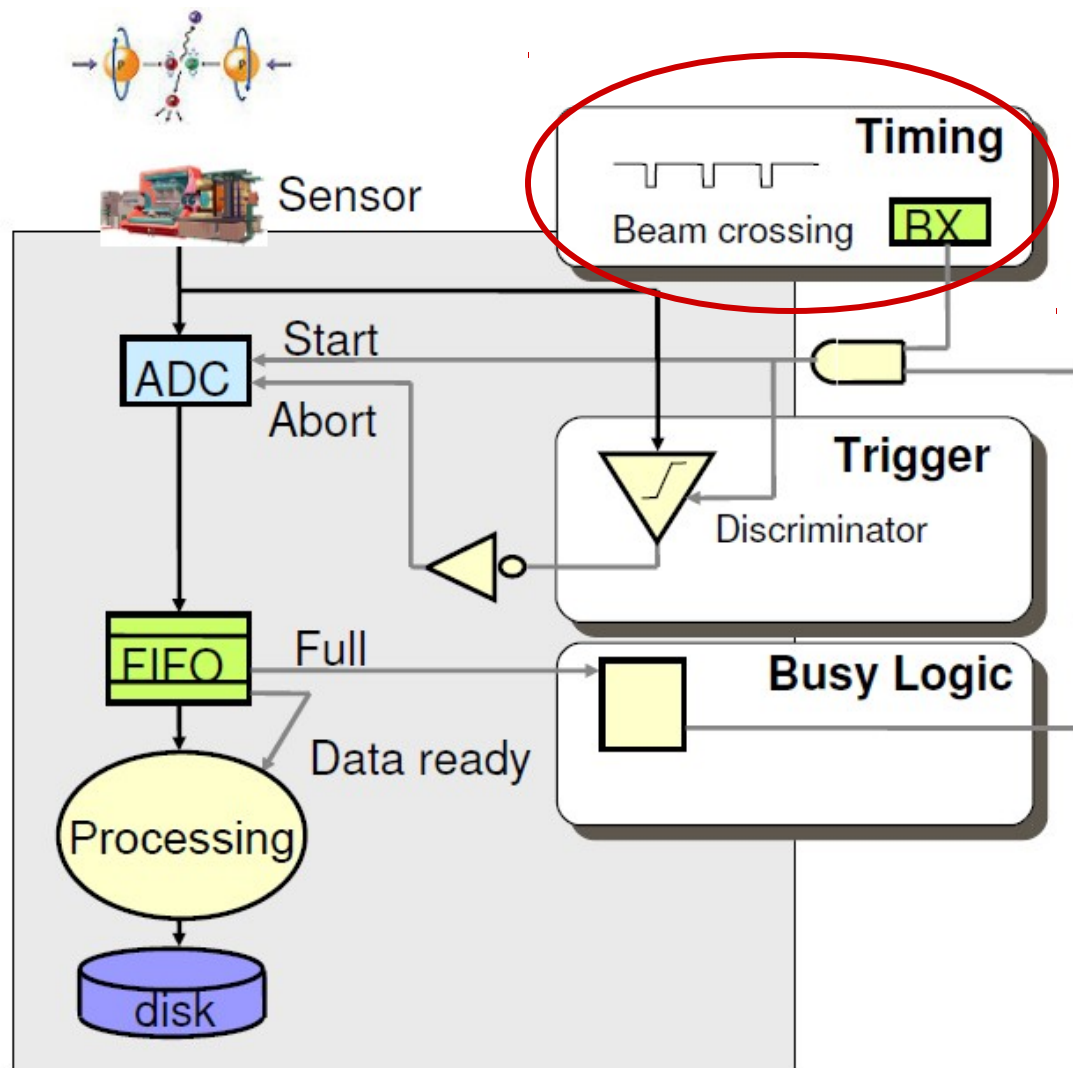 Timing
Sensor
Beam crossing
BX
Start
ADC
Abort
Trigger
Discriminator
FIFO
Full
Busy Logic
Data ready
Processing
disk